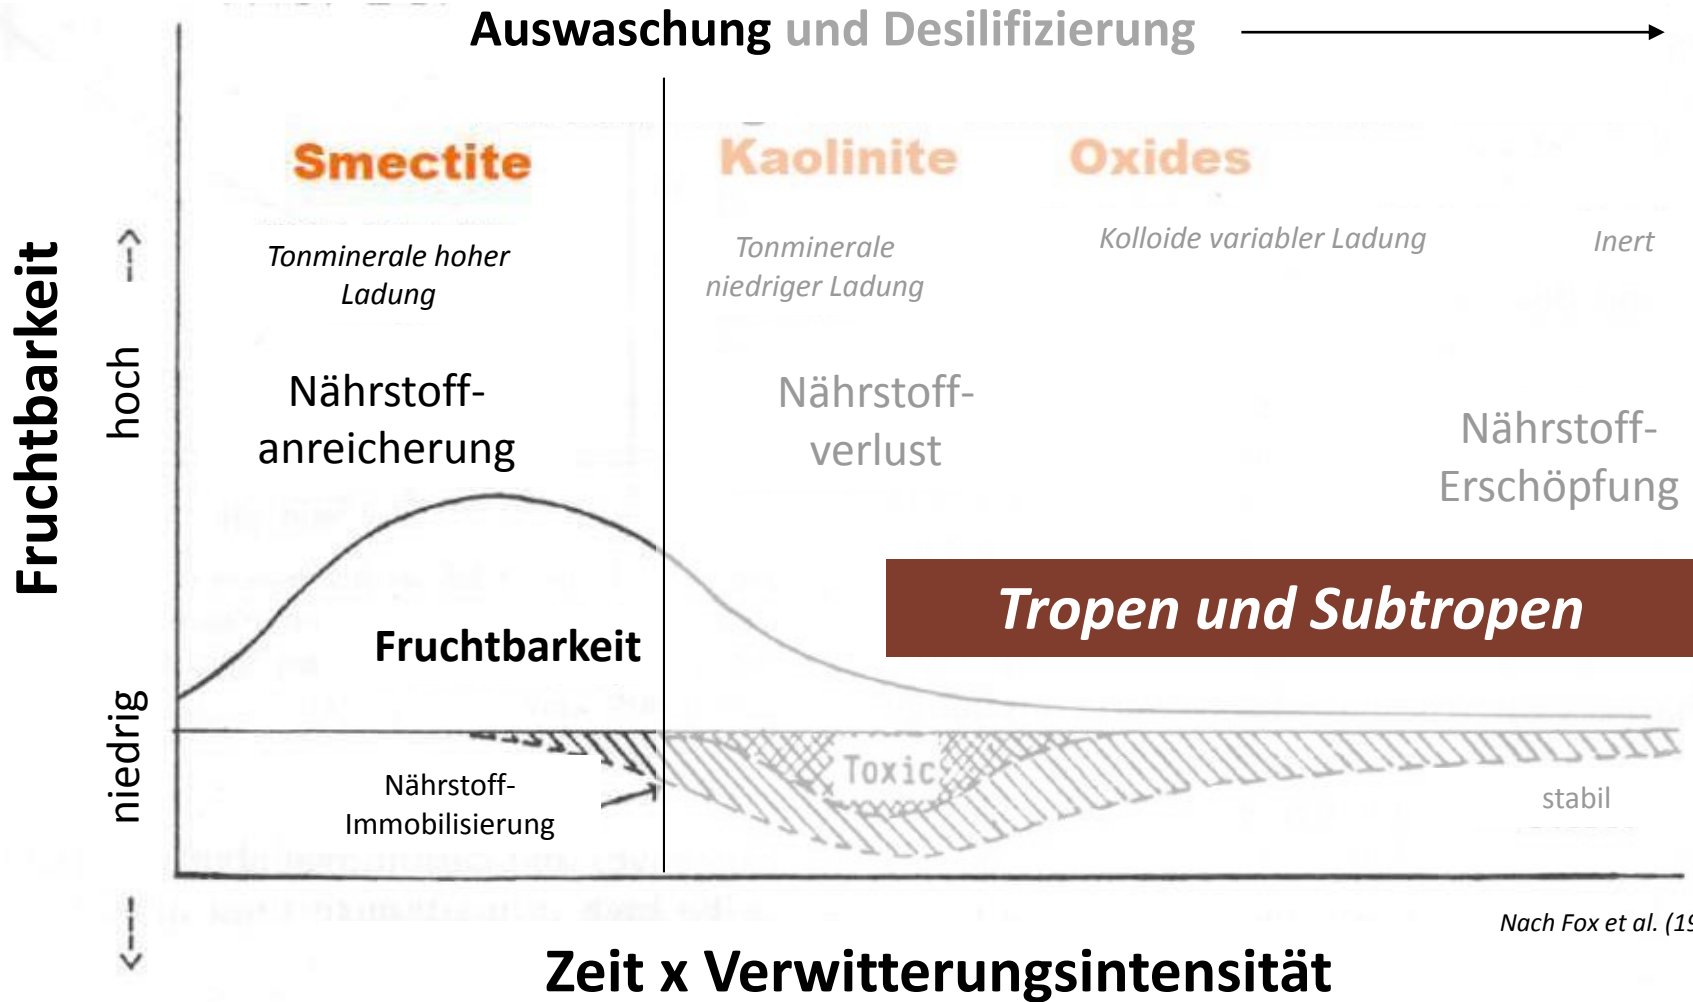 Auswaschung und Desilifizierung
Smectite
Kaolinite
Oxides
Tonminerale hoher
Ladung
Tonminerale
niedriger Ladung
Kolloide variabler Ladung
Inert
Fruchtbarkeit
hoch
niedrig
Nährstoff-
anreicherung
Nährstoff-
verlust
Nährstoff-
Erschöpfung
Tropen und Subtropen
Fruchtbarkeit
Toxic
Nährstoff-
Immobilisierung
stabil
Nach Fox et al. (19
Zeit x Verwitterungsintensität